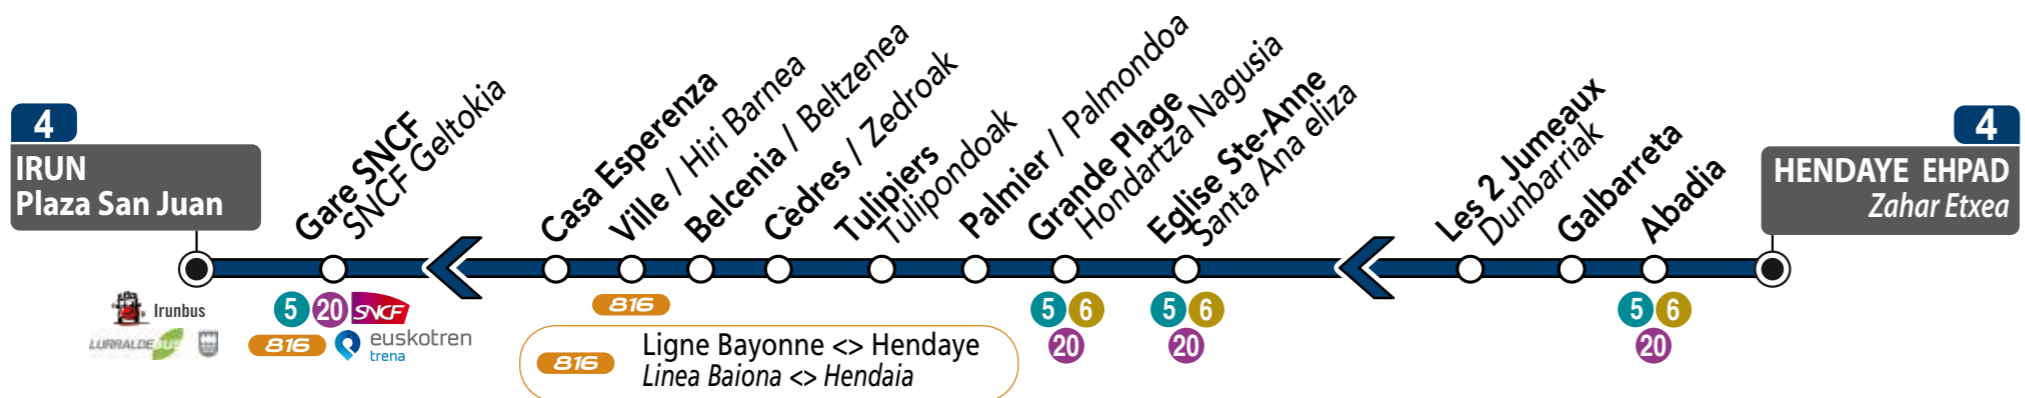 4
IRUN
Plaza San Juan
Gare SNCF
SNCF Geltokia
Casa Esperenza
Ville / Hiri Barnea
Belcenia / Beltzenea
Cèdres / Zedroak
Tulipiers
Tulipondoak
Palmier / Palmondoa
Grande Plage
Hondartza Nagusia
Eglise Ste-Anne
Santa Ana eliza
Les 2 Jumeaux
Dunbarriak
Galbarreta
Abadia
4
HENDAYE EHPAD
Zahar Etxea
Irunbus
LURRALDEBUS
5 20 SNCF
816 euskotren
trena
816
5 6
20
5 6
20
5 6
20
816 Ligne Bayonne <> Hendaye
Linea Baiona <> Hendaia